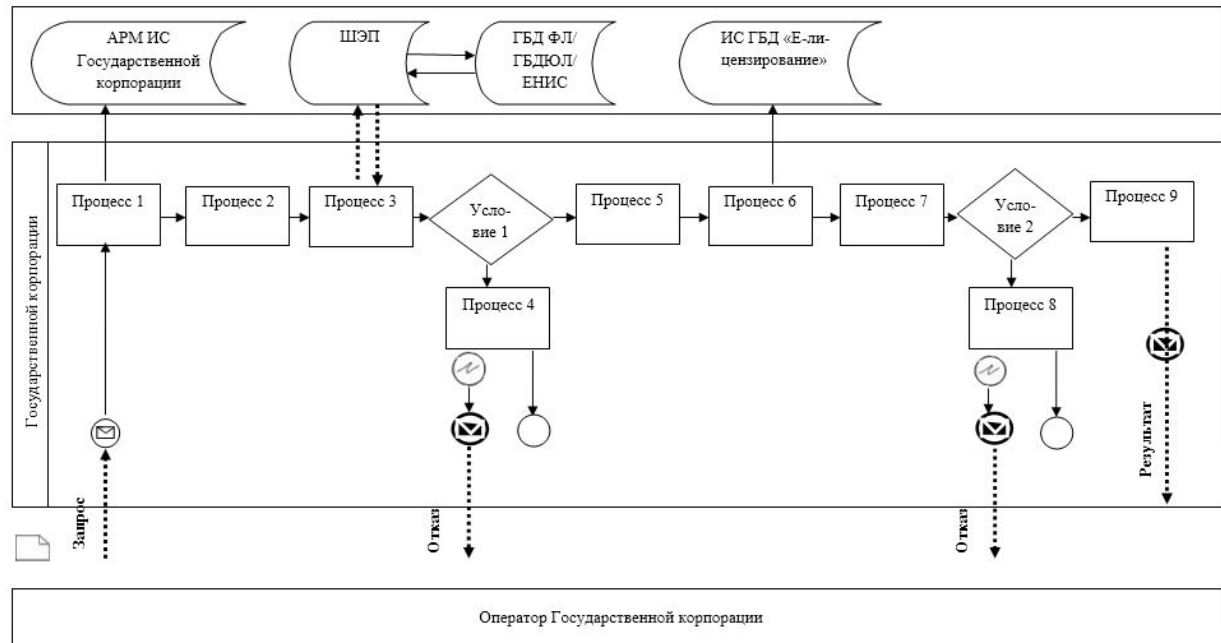 АРМ ИС
Государственной
корпорации
ШЭП
ГБД ФЛ/
ГБДЮЛ/
ЕНИС
ИС ГБД «Е-ли-
цензирование»
Государственной корпорации
Процесс 1
Процесс 2
Процесс 3
Усло-
вие 1
Процесс 5
Процесс 6
Процесс 7
Усло-
вие 2
Процесс 9
Процесс 4
Процесс 8
Запрос
Отказ
Отказ
Результат
Оператор Государственной корпорации